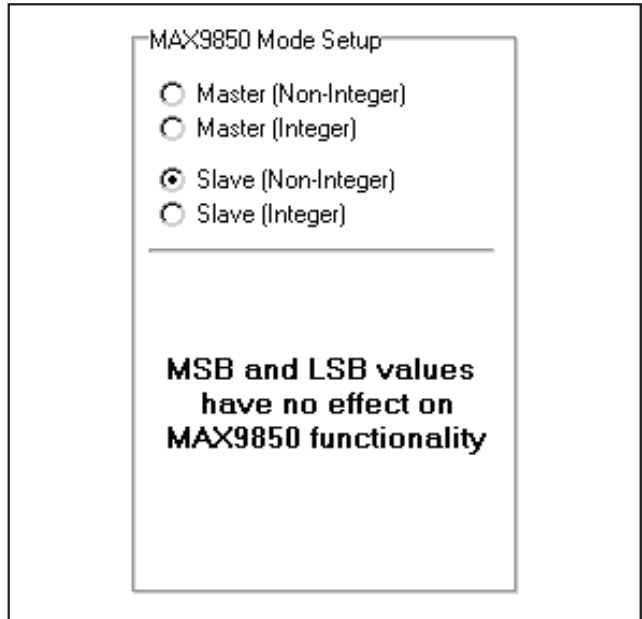 MAX9850 Mode Setup
Master (Non-Integer)
Master (Integer)
Slave (Non-Integer)
Slave (Integer)
MSB and LSB values
have no effect on
MAX9850 functionality